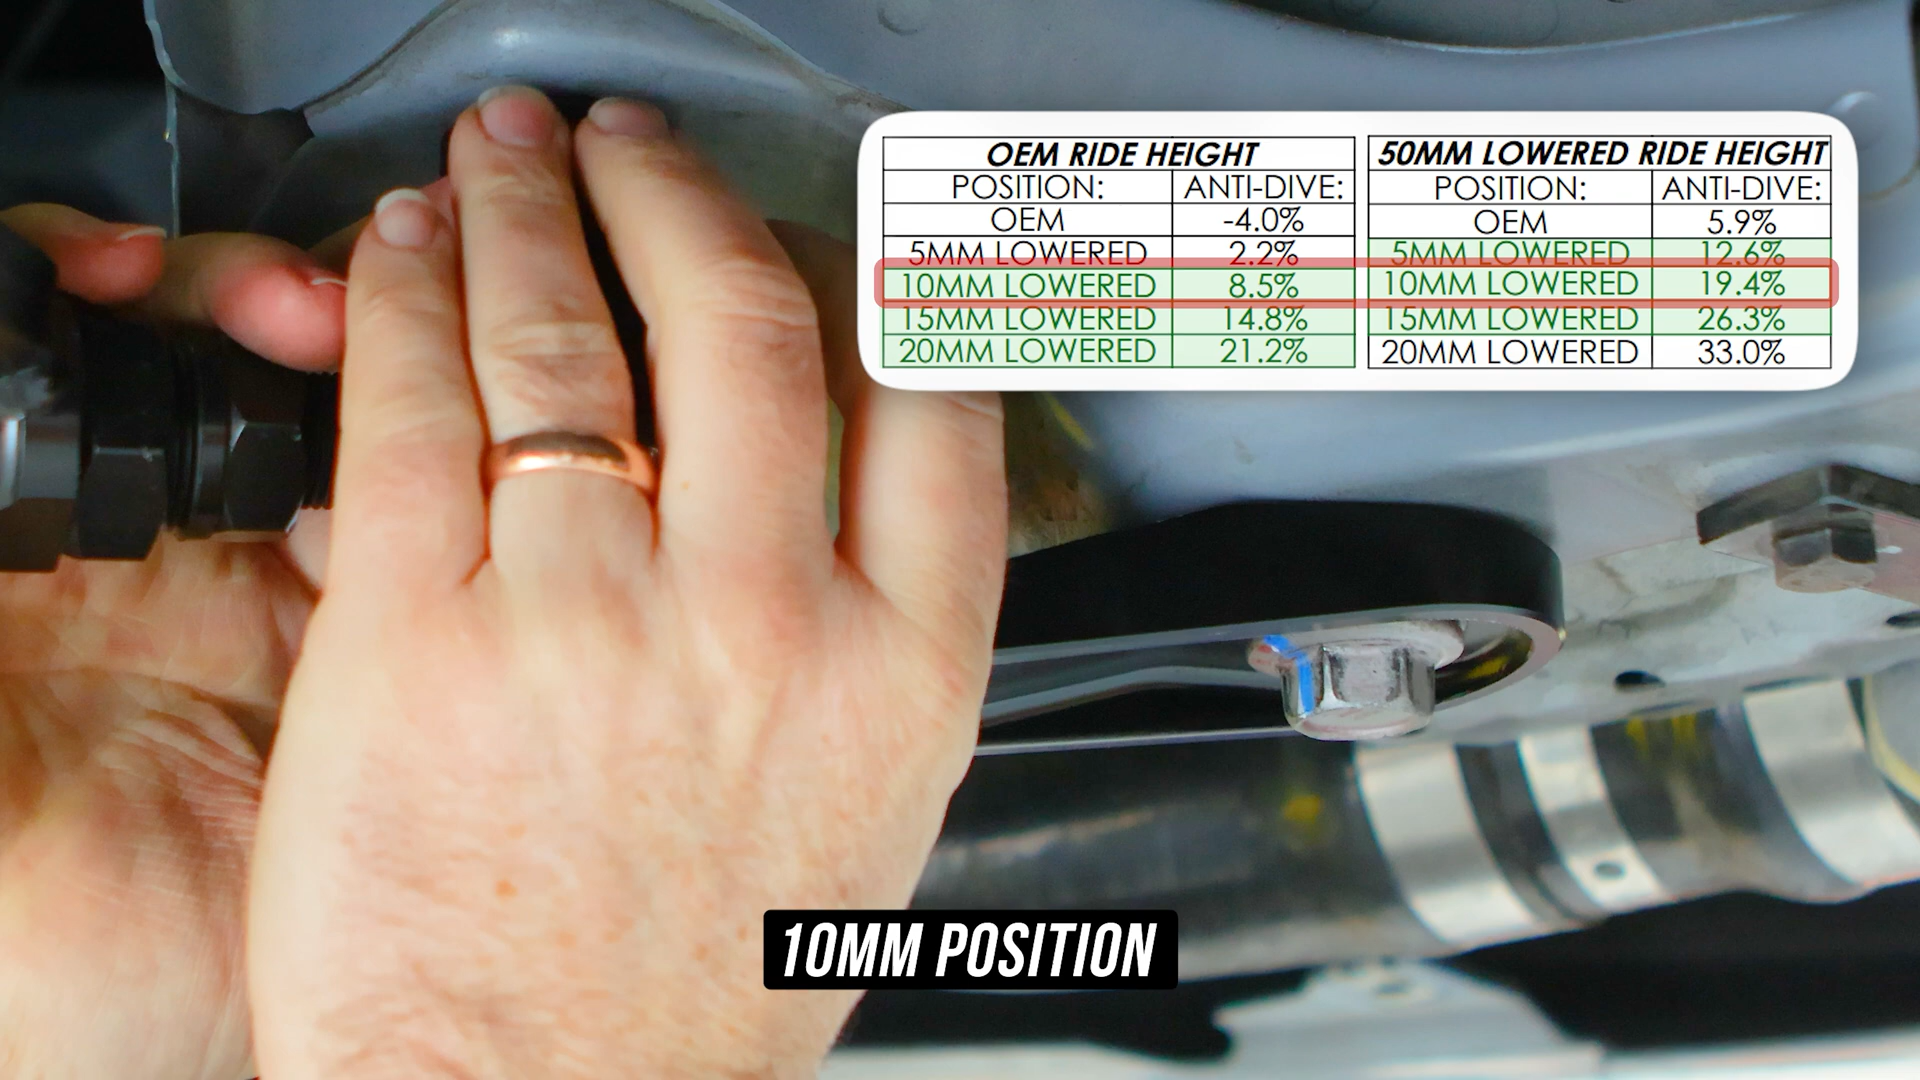 OEM RIDE HEIGHT
POSITION: ANTI-DIVE:
OEM -4.0%
5MM LOWERED 2.2%
10MM LOWERED 8.5%
15MM LOWERED 14.8%
20MM LOWERED 21.2%
50MM LOWERED RIDE HEIGHT
POSITION: ANTI-DIVE:
OEM 5.9%
5MM LOWERED 12.6%
10MM LOWERED 19.4%
15MM LOWERED 26.3%
20MM LOWERED 33.0%
10MM POSITION